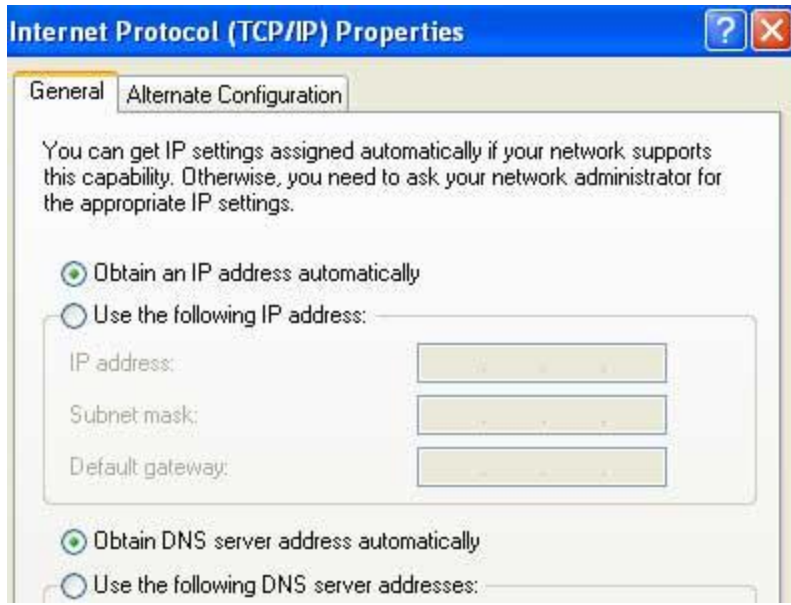 Internet Protocol (TCP/IP) Properties
General
Alternate Configuration
You can get IP settings assigned automatically if your network supports
this capability. Otherwise, you need to ask your network administrator for
the appropriate IP settings.
Obtain an IP address automatically
Use the following IP address:
IP address:
Subnet mask:
Default gateway:
Obtain DNS server address automatically
Use the following DNS server addresses: